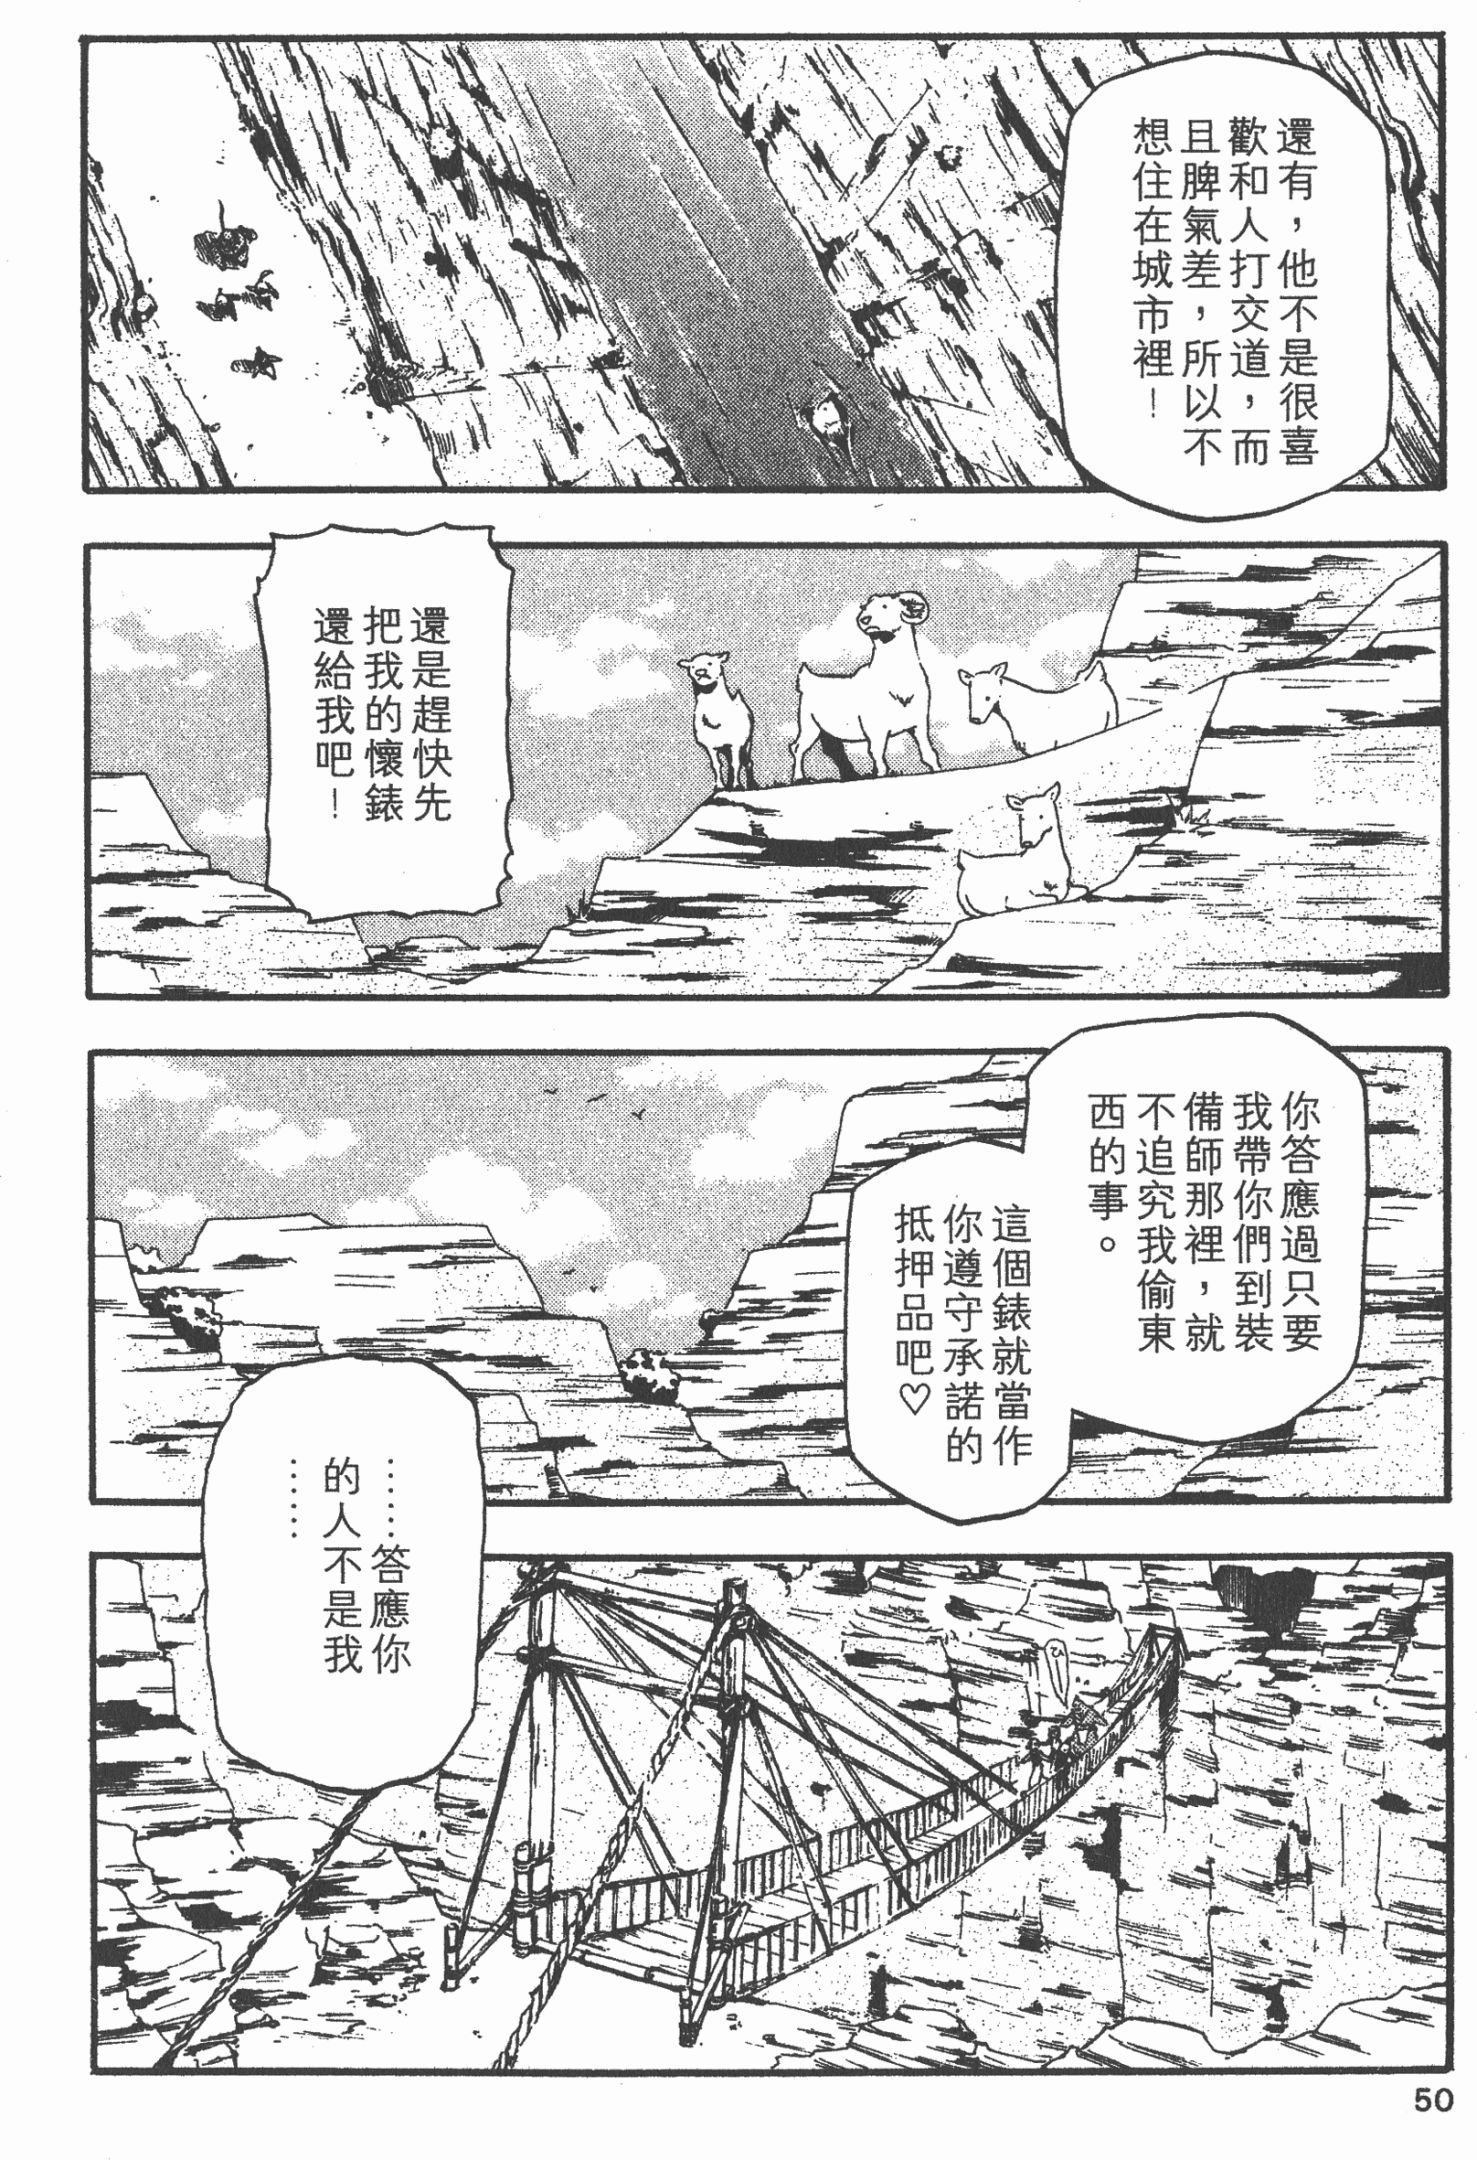 還有，他不是很喜
歡和人打交道，而
且脾氣差，所以不
想住在城市裡！
還是趕快先
把我的懷錶
還給我吧！
你答應過只要
我帶你們到裝
備師那裡，就
不追究我偷東
西的事。
這個錶就當作
你遵守承諾的
抵押品吧♡
……答應你
的人不是我
……
50